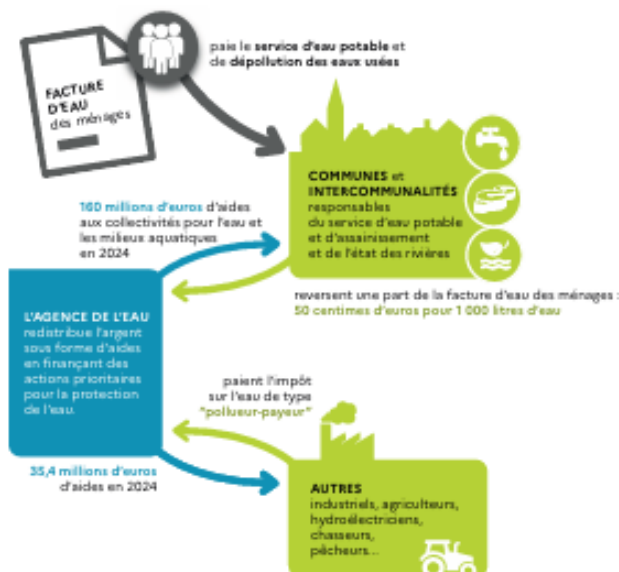 paie le service d'eau potable et
de dépollution des eaux usées
FACTURE
D'EAU
des ménages
COMMUNES et
INTERCOMMUNALITÉS
responsables
du service d'eau potable
et d'assainissement
et de l'état des rivières
160 millions d'euros d'aides
aux collectivités pour l'eau et
les milieux aquatiques
en 2024
reversent une part de la facture d'eau des ménages :
50 centimes d'euros pour 1 000 litres d'eau
L'AGENCE DE L'EAU
redistribue l'argent
sous forme d'aides
en finançant des
actions prioritaires
pour la protection
de l'eau.
paient l'impôt
sur l'eau de type
"pollueur-payeur"
35,4 millions d'euros
d'aides en 2024
AUTRES
industriels, agriculteurs,
hydroélectriciens,
chasseurs,
pêcheurs...